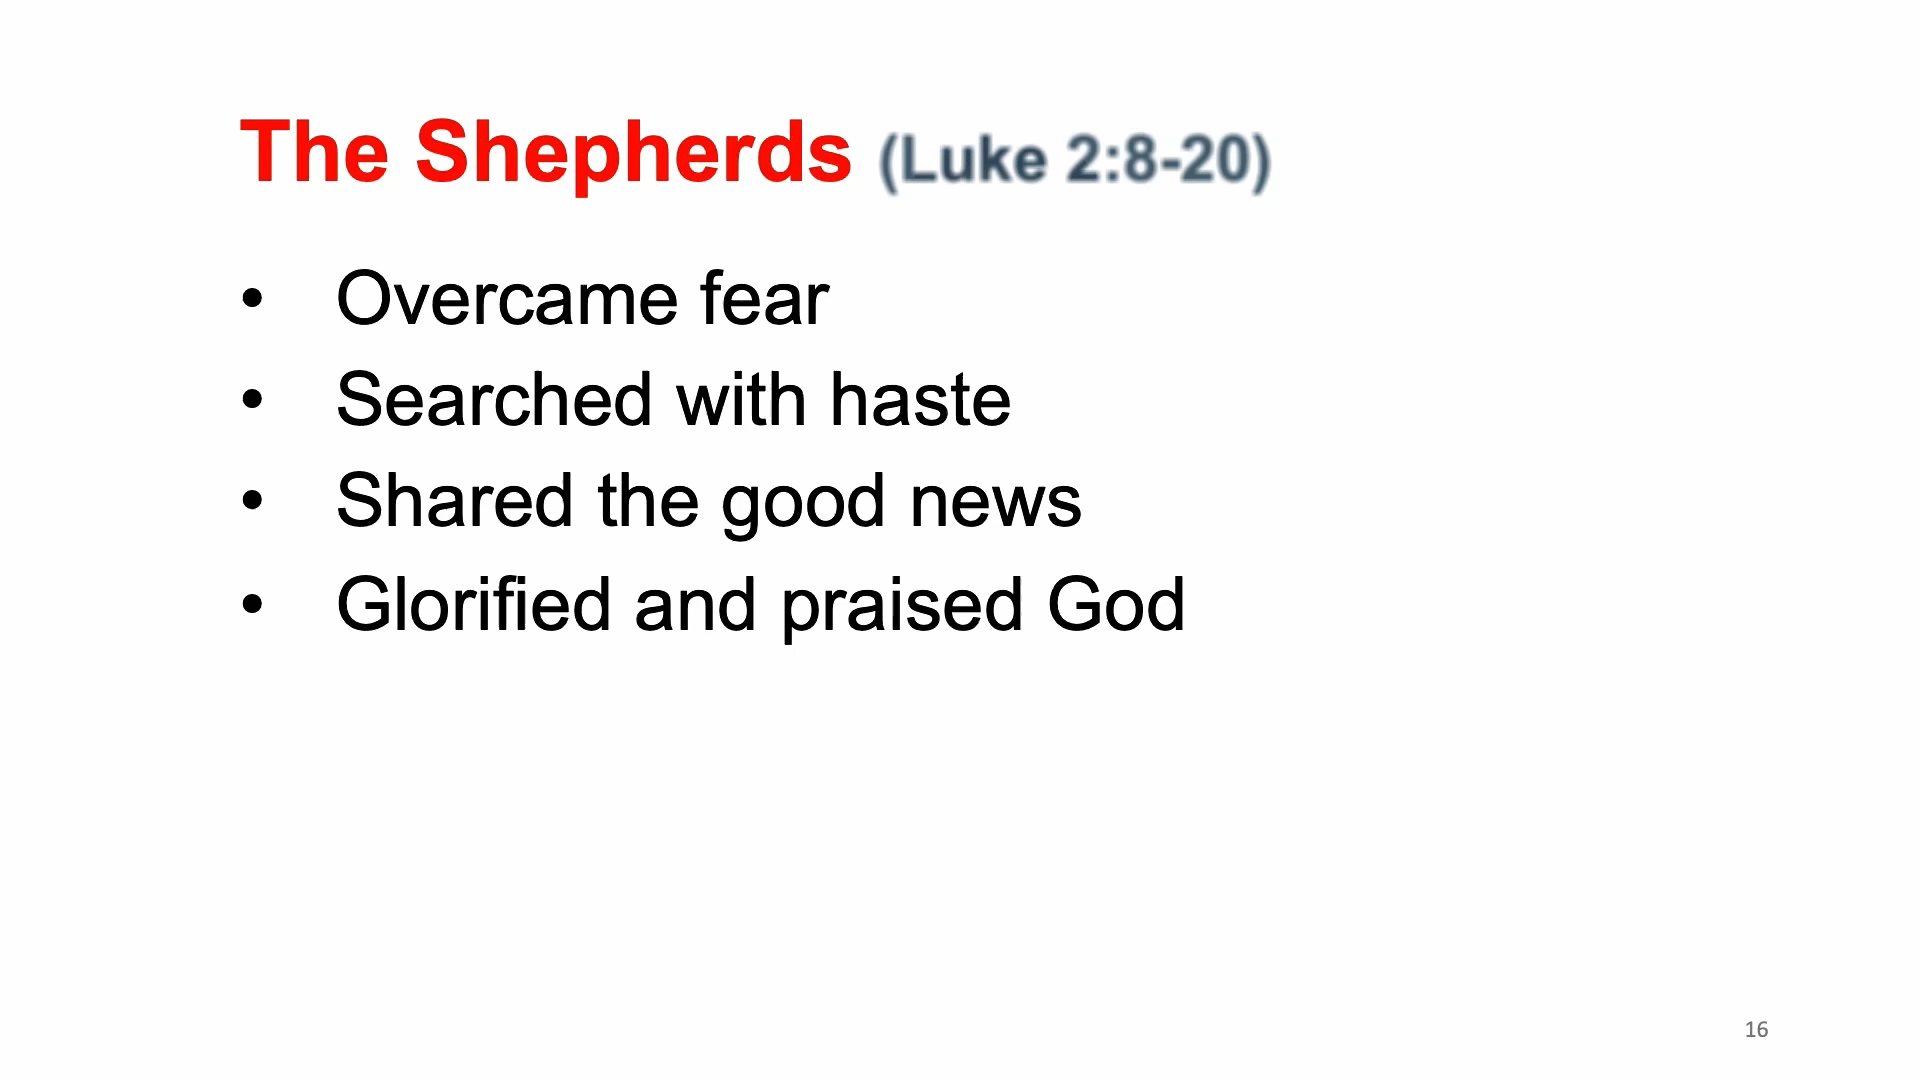 The Shepherds (Luke 2:8-20)
• Overcame fear
• Searched with haste
• Shared the good news
• Glorified and praised God
16